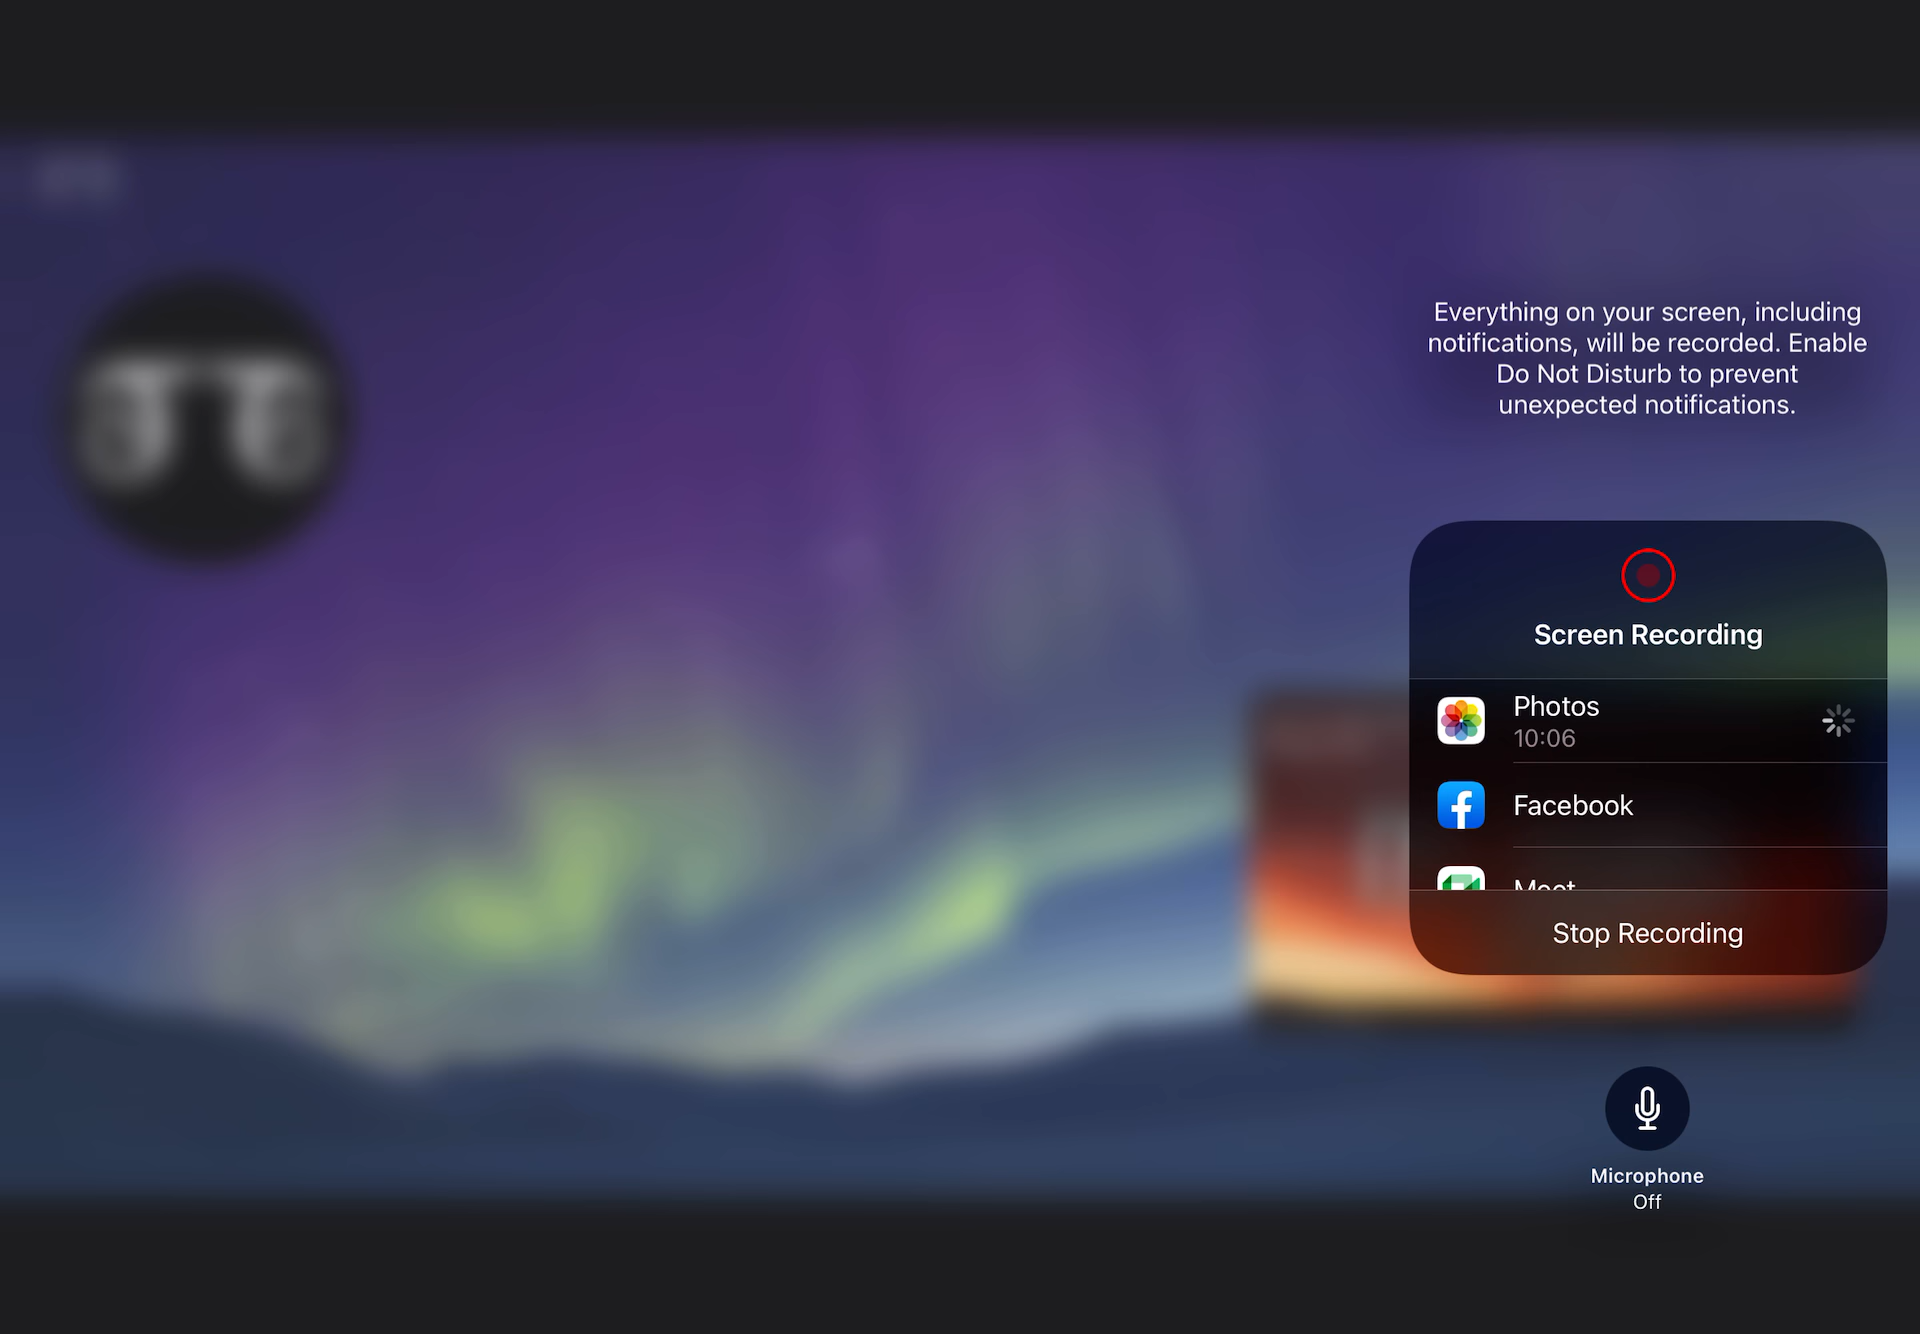 Everything on your screen, including
notifications, will be recorded. Enable
Do Not Disturb to prevent
unexpected notifications.
Screen Recording
Photos
10:06
Facebook
Meet
Stop Recording
Microphone
Off